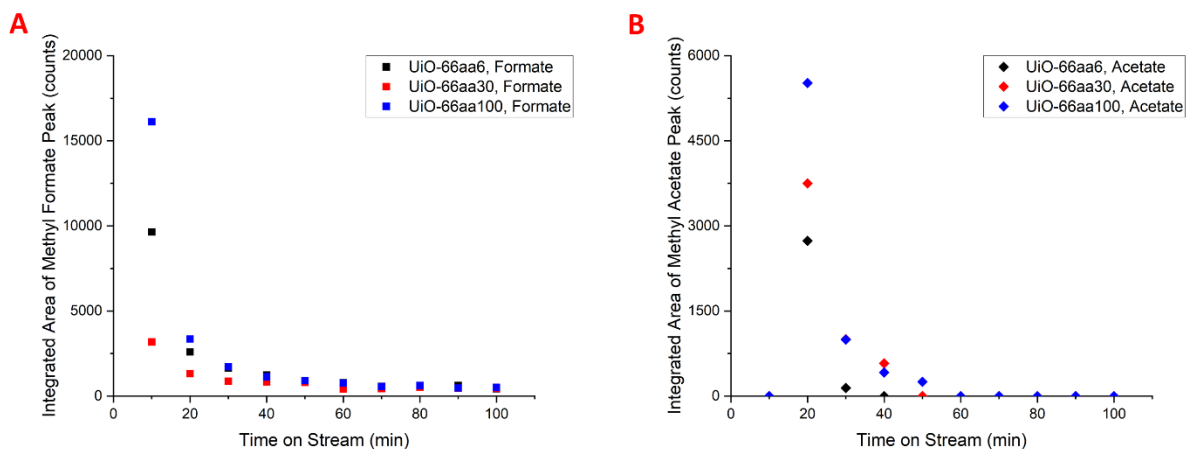 A
Integrated Area of Methyl Formate Peak (counts)
20000
15000
10000
5000
0
UiO-66aa6, Formate
UiO-66aa30, Formate
UiO-66aa100, Formate
0 20 40 60 80 100
Time on Stream (min)
B
Integrated Area of Methyl Acetate Peak (counts)
6000
4500
3000
1500
0
UiO-66aa6, Acetate
UiO-66aa30, Acetate
UiO-66aa100, Acetate
0 20 40 60 80 100
Time on Stream (min)